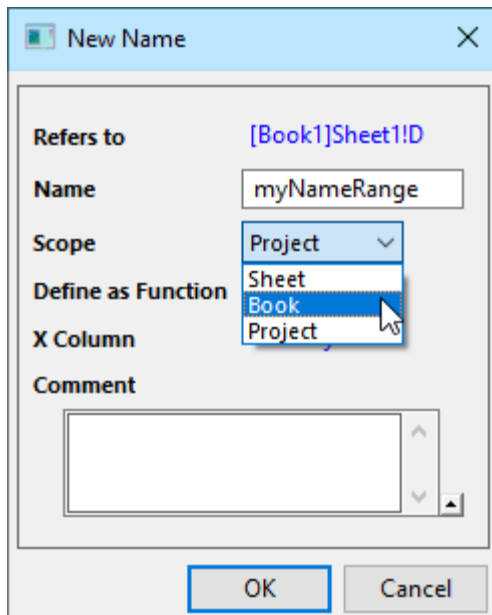 New Name
Refers to [Book1]Sheet1!D
Name myNameRange
Scope Project
Sheet
Define as Function
Book
X Column Project
Comment
OK Cancel